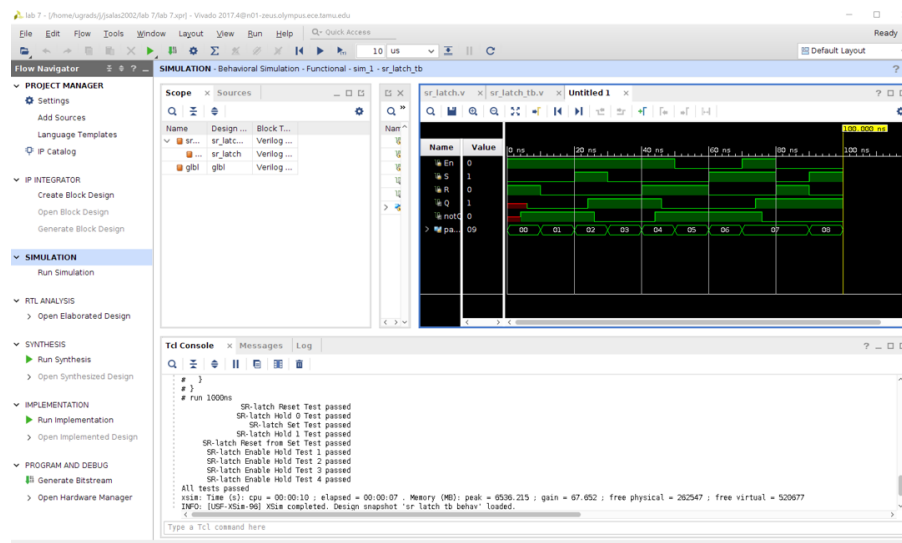 lab 7 - [/home/ugrads/j/jsalas2002/lab 7/lab 7.xpr] - Vivado 2017.4@n01-zeus.olympus.ece.tamu.edu
File Edit Flow Tools Window Layout View Run Help Q- Quick Access Ready
10 us Default Layout
Flow Navigator SIMULATION - Behavioral Simulation - Functional - sim_1 - sr_latch_tb
PROJECT MANAGER
Settings
Add Sources
Language Templates
IP Catalog
IP INTEGRATOR
Create Block Design
Open Block Design
Generate Block Design
SIMULATION
Run Simulation
RTL ANALYSIS
Open Elaborated Design
SYNTHESIS
Run Synthesis
Open Synthesized Design
IMPLEMENTATION
Run Implementation
Open Implemented Design
PROGRAM AND DEBUG
Generate Bitstream
Open Hardware Manager
Scope Sources
Name Design ... Block T...
sr... sr_latc... Verilog ...
... sr_latch Verilog ...
glbl glbl Verilog ...
Nam
sr_latch.v sr_latch_tb.v Untitled 1
100.000 ns
Name Value 0 ns 20 ns 40 ns 60 ns 80 ns 100 ns
En 0
S 1
R 0
Q 1
notQ 0
pa... 09 00 01 02 03 04 05 06 07 08
Tcl Console Messages Log
# }
# }
# run 1000ns
SR-latch Reset Test passed
SR-latch Hold 0 Test passed
SR-latch Set Test passed
SR-latch Hold 1 Test passed
SR-latch Reset from Set Test passed
SR-latch Enable Hold Test 1 passed
SR-latch Enable Hold Test 2 passed
SR-latch Enable Hold Test 3 passed
SR-latch Enable Hold Test 4 passed
All tests passed
xsim: Time (s): cpu = 00:00:10 ; elapsed = 00:00:07 . Memory (MB): peak = 6536.215 ; gain = 67.652 ; free physical = 262547 ; free virtual = 520677
INFO: [USF-XSim-96] XSim completed. Design snapshot 'sr_latch_tb_behav' loaded.
Type a Tcl command here